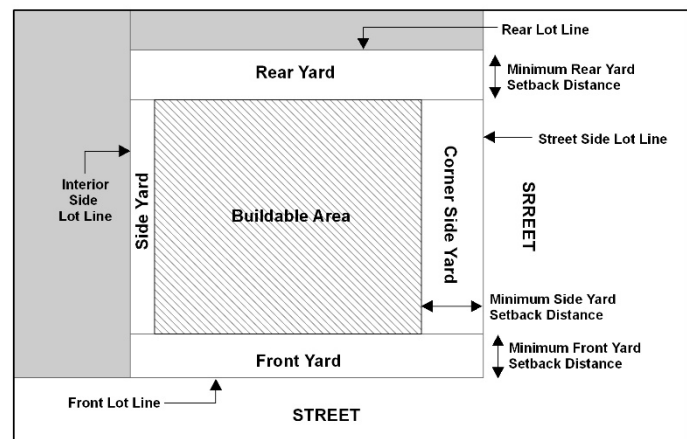 Rear Lot Line
Rear Yard
Minimum Rear Yard
Setback Distance
Street Side Lot Line
Interior
Side
Lot Line
Side Yard
Buildable Area
Corner Side Yard
SRREET
Minimum Side Yard
Setback Distance
Front Yard
Minimum Front Yard
Setback Distance
Front Lot Line
STREET